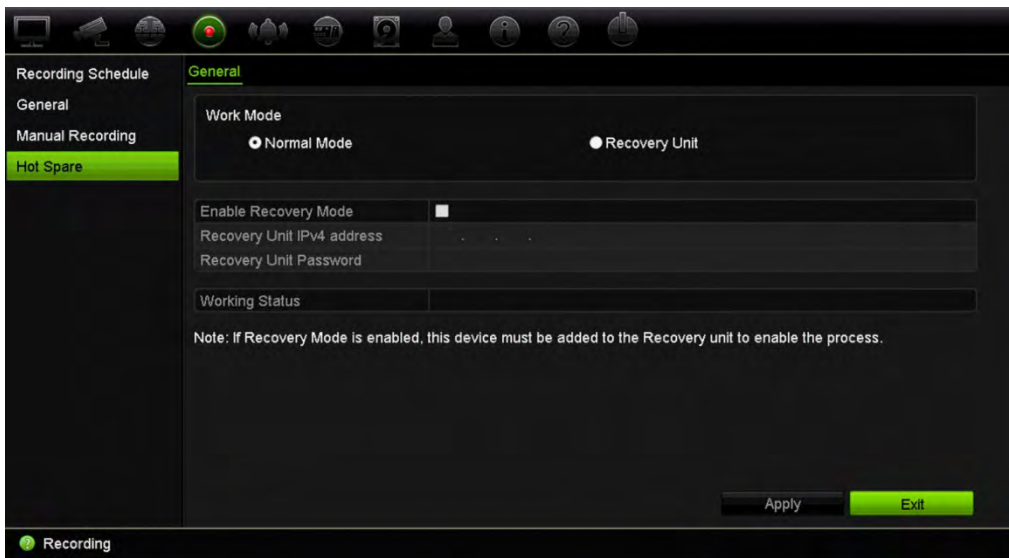 Recording Schedule
General
Manual Recording
Hot Spare
General
Work Mode
Normal Mode Recovery Unit
Enable Recovery Mode
Recovery Unit IPv4 address . . .
Recovery Unit Password
Working Status
Note: If Recovery Mode is enabled, this device must be added to the Recovery unit to enable the process.
Apply Exit
Recording